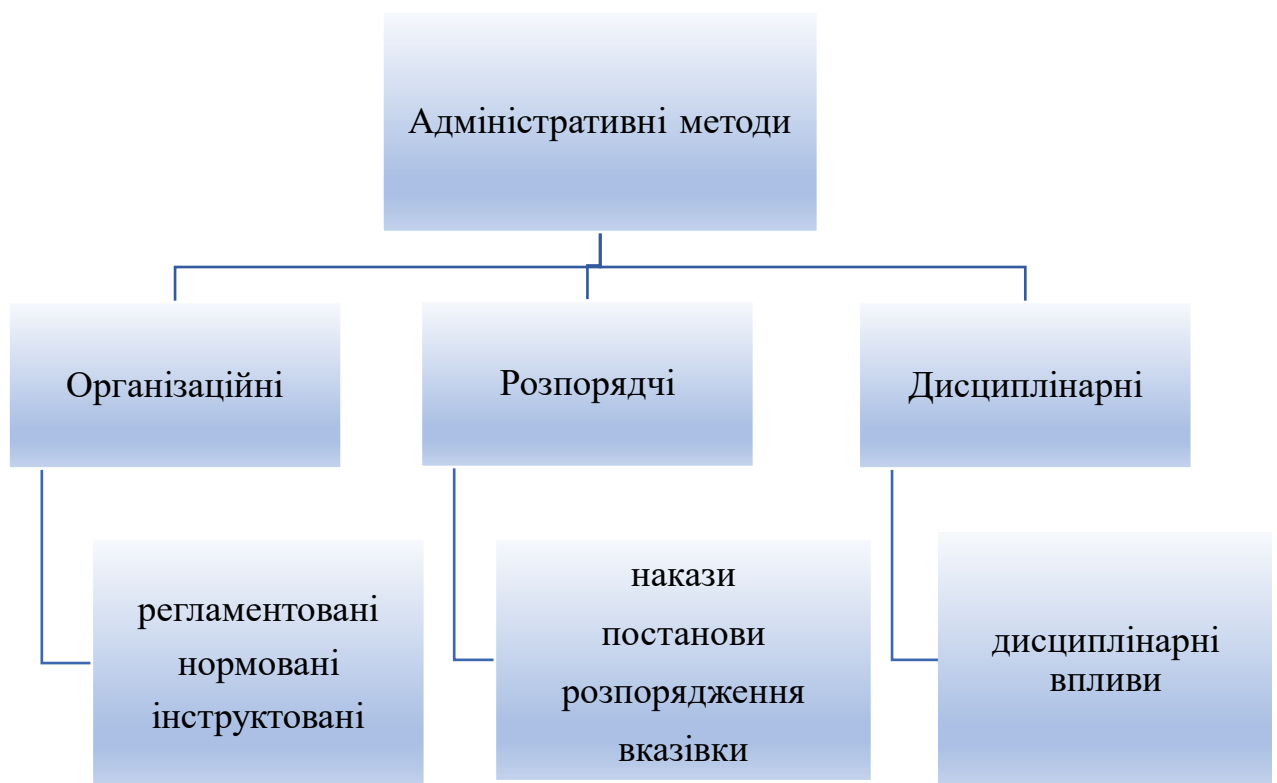 Адміністративні методи
Організаційні
Розпорядчі
Дисциплінарні
регламентовані
нормовані
інструктовані
накази
постанови
розпорядження
вказівки
дисциплінарні
впливи